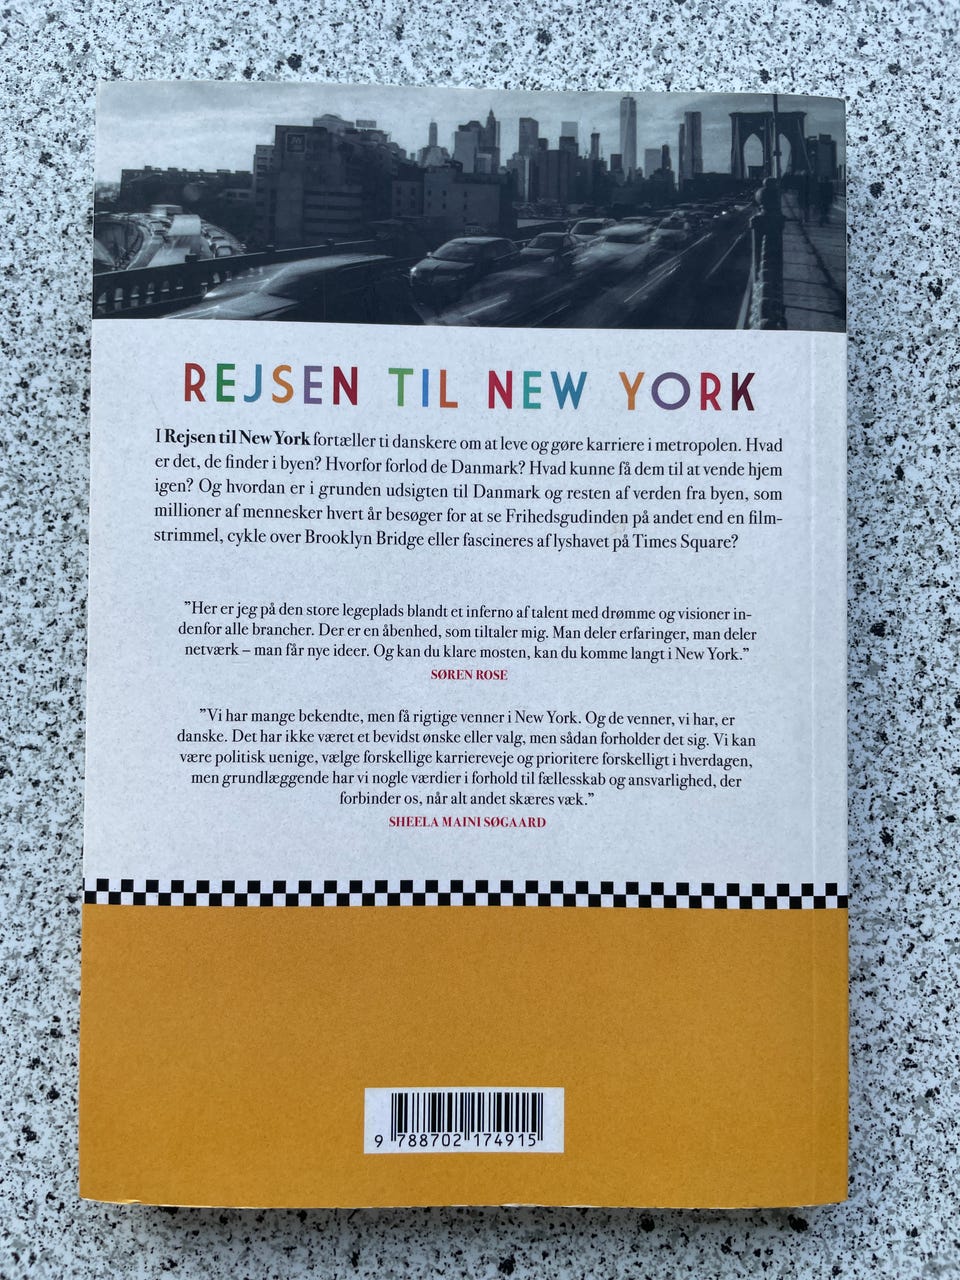 REJSEN TIL NEW YORK
I Rejsen til New York fortæller ti danskere om at leve og gøre karriere i metropolen. Hvad
er det, de finder i byen? Hvorfor forlod de Danmark? Hvad kunne få dem til at vende hjem
igen? Og hvordan er i grunden udsigten til Danmark og resten af verden fra byen, som
millioner af mennesker hvert år besøger for at se Frihedsgudinden på andet end en film-
strimmel, cykle over Brooklyn Bridge eller fascineres af lyshavet på Times Square?
”Her er jeg på den store legeplads blandt et inferno af talent med drømme og visioner in-
denfor alle brancher. Der er en åbenhed, som tiltaler mig. Man deler erfaringer, man deler
netværk – man får nye ideer. Og kan du klare mosten, kan du komme langt i New York.”
SØREN ROSE
”Vi har mange bekendte, men få rigtige venner i New York. Og de venner, vi har, er
danske. Det har ikke været et bevidst ønske eller valg, men sådan forholder det sig. Vi kan
være politisk uenige, vælge forskellige karriereveje og prioritere forskelligt i hverdagen,
men grundlæggende har vi nogle værdier i forhold til fællesskab og ansvarlighed, der
forbinder os, når alt andet skæres væk.”
SHEELA MAINI SØGAARD
9 788702 174915